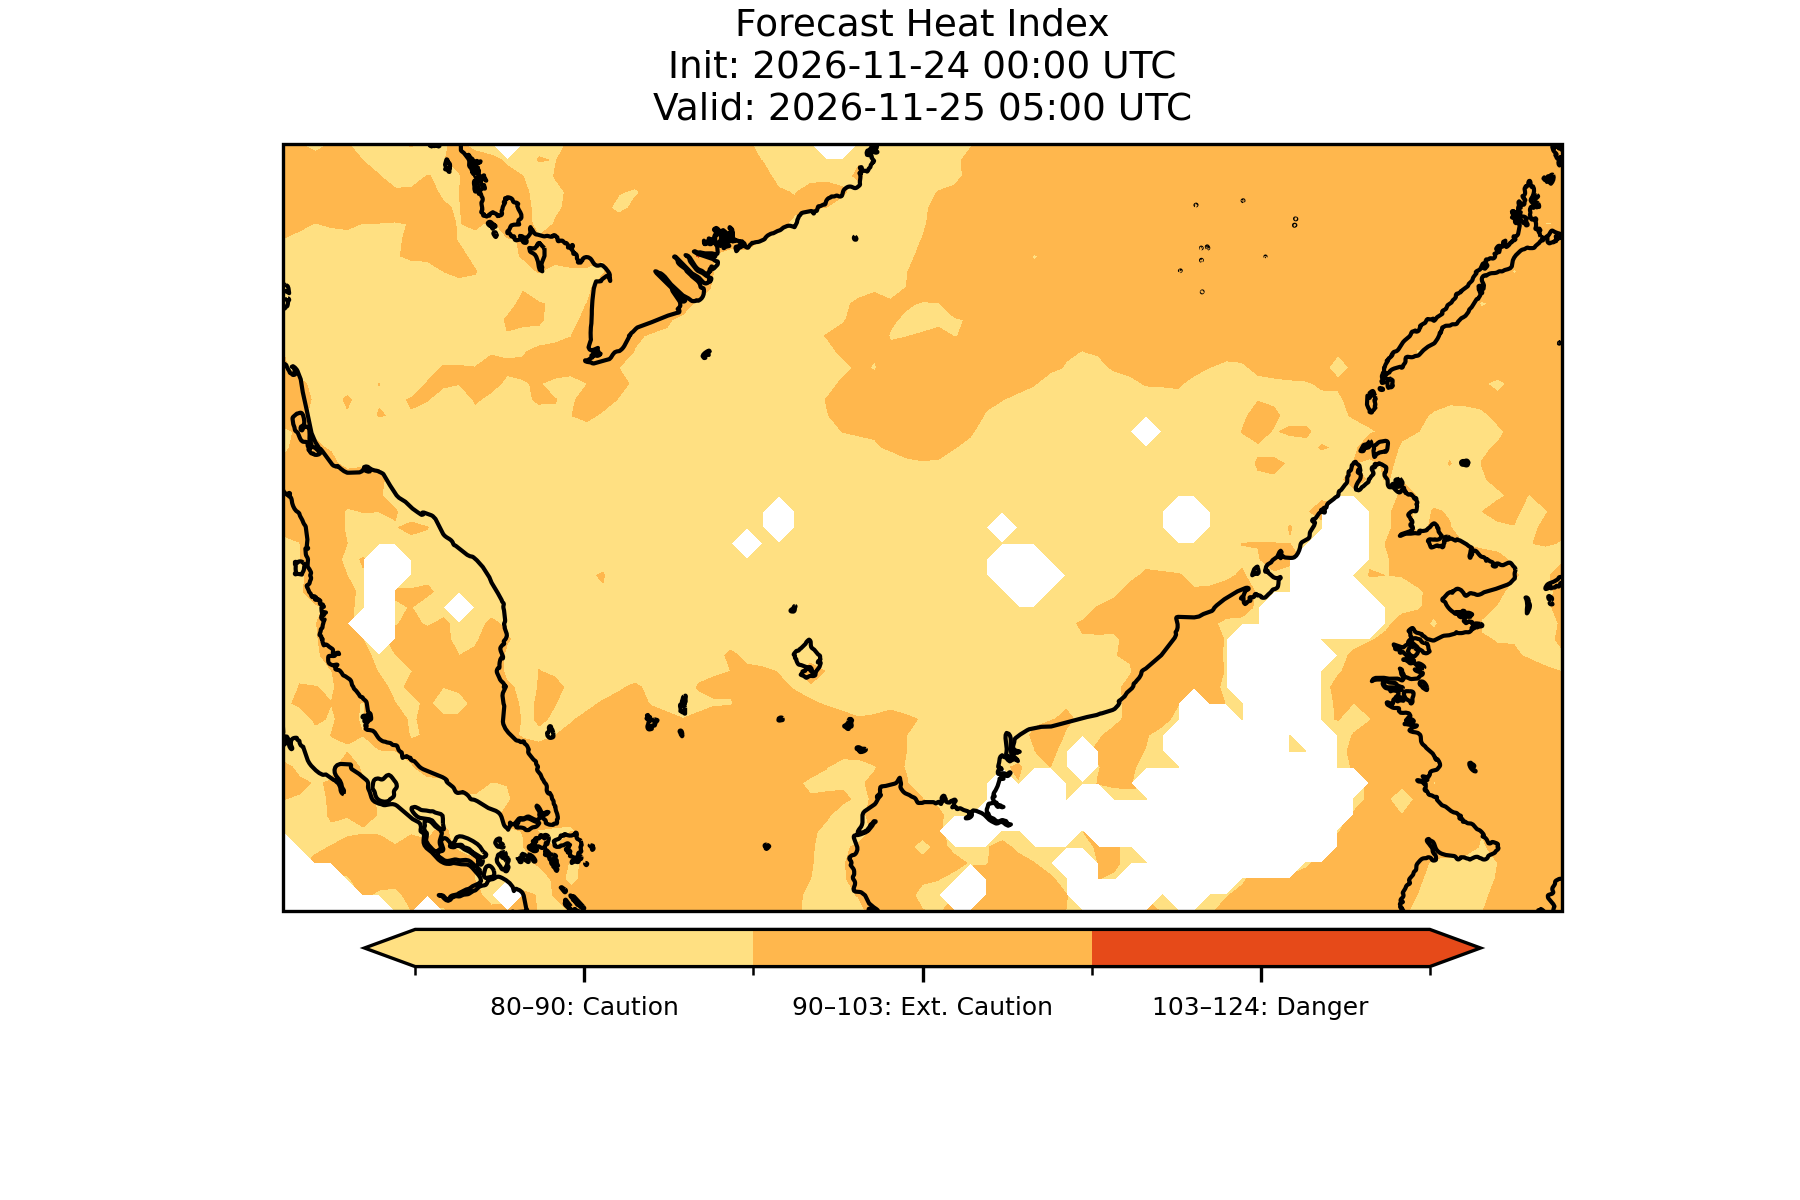 Forecast Heat Index
Init: 2026-11-24 00:00 UTC
Valid: 2026-11-25 05:00 UTC
80–90: Caution
90–103: Ext. Caution
103–124: Danger